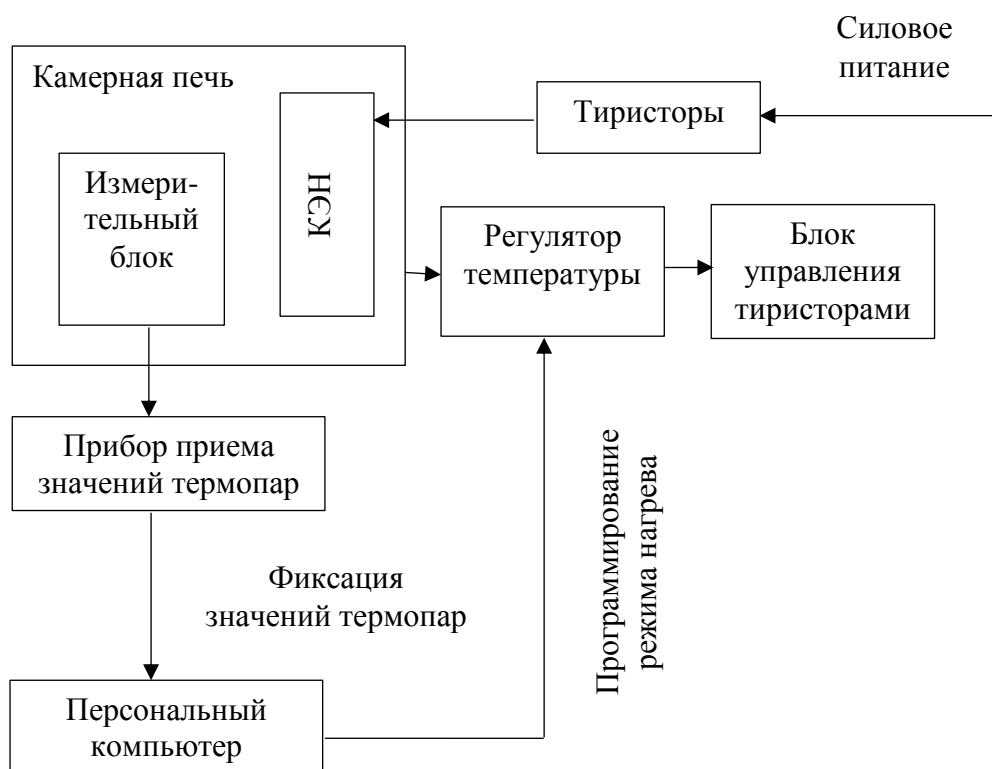 Силовое
питание
Камерная печь
Тиристоры
Измери-
тельный
блок
КЭН
Регулятор
температуры
Блок
управления
тиристорами
Прибор приема
значений термопар
Фиксация
значений термопар
Программирование
режима нагрева
Персональный
компьютер